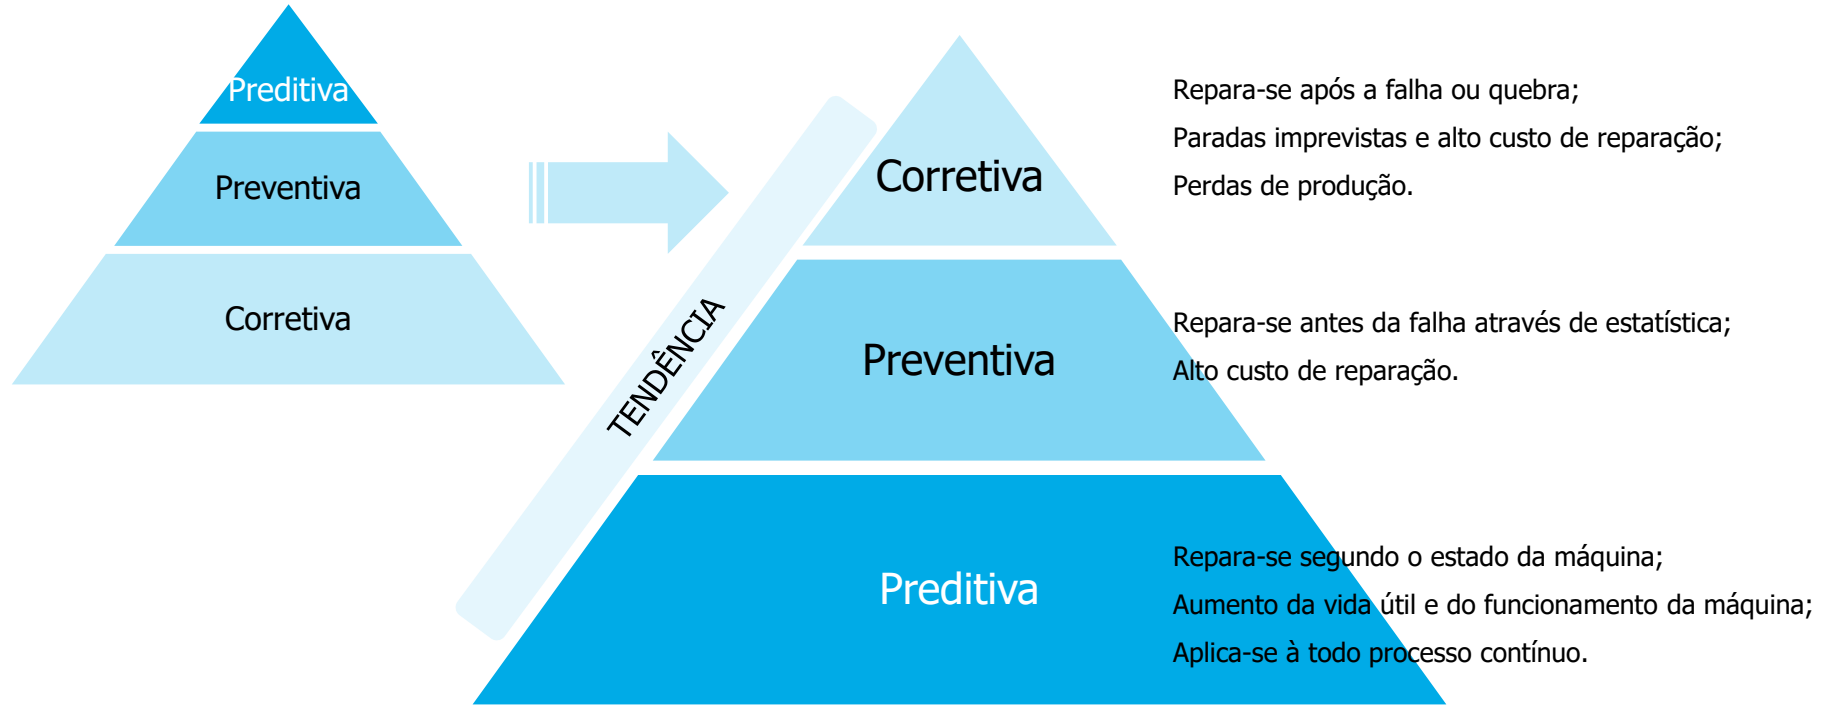 Preditiva
Preventiva
Corretiva
TENDÊNCIA
Corretiva
Repara-se após a falha ou quebra;
Paradas imprevistas e alto custo de reparação;
Perdas de produção.
Preventiva
Repara-se antes da falha através de estatística;
Alto custo de reparação.
Preditiva
Repara-se segundo o estado da máquina;
Aumento da vida útil e do funcionamento da máquina;
Aplica-se à todo processo contínuo.